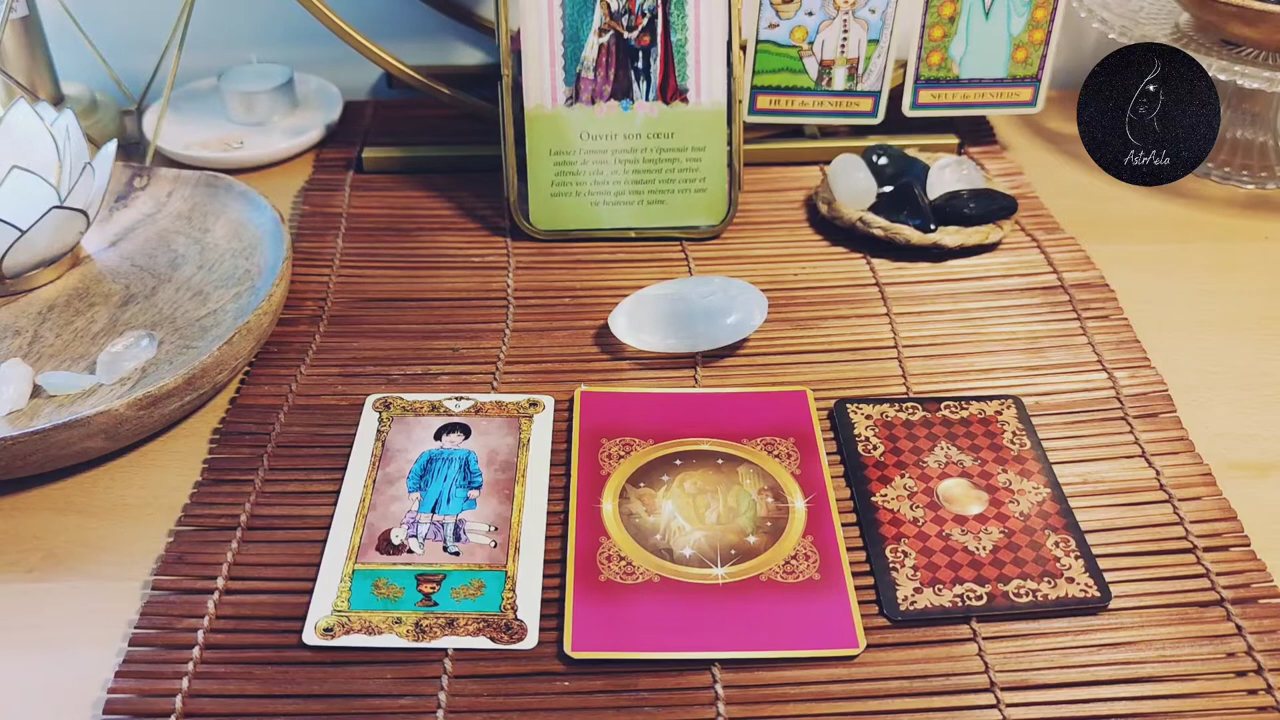 Ouvrir son cœur
Laissez l'amour grandir et s'épanouir tout
autour de vous. Depuis longtemps, vous
attendez cela , or, le moment est arrivé.
Faites vos choix en écoutant votre cœur et
suivez le chemin qui vous mènera vers une
vie heureuse et saine.
HUIT de DENIERS
NEUF de DENIERS
AstrAela
6